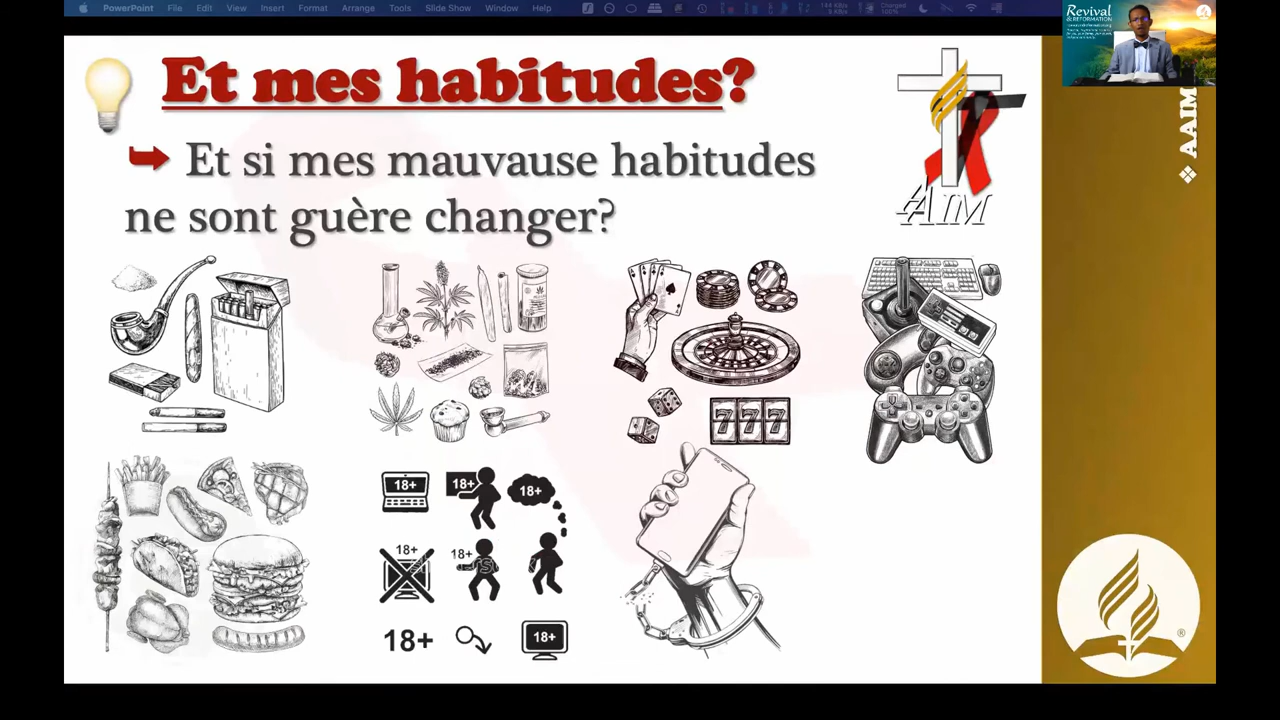 PowerPoint File Edit View Insert Format Arrange Tools Slide Show Window Help
Revival
& REFORMATION
Et mes habitudes?
➥ Et si mes mauvause habitudes
ne sont guère changer?
AAIM
❖ AAIM
777
18+ 18+ 18+
18+ 18+
18+ 18+
®